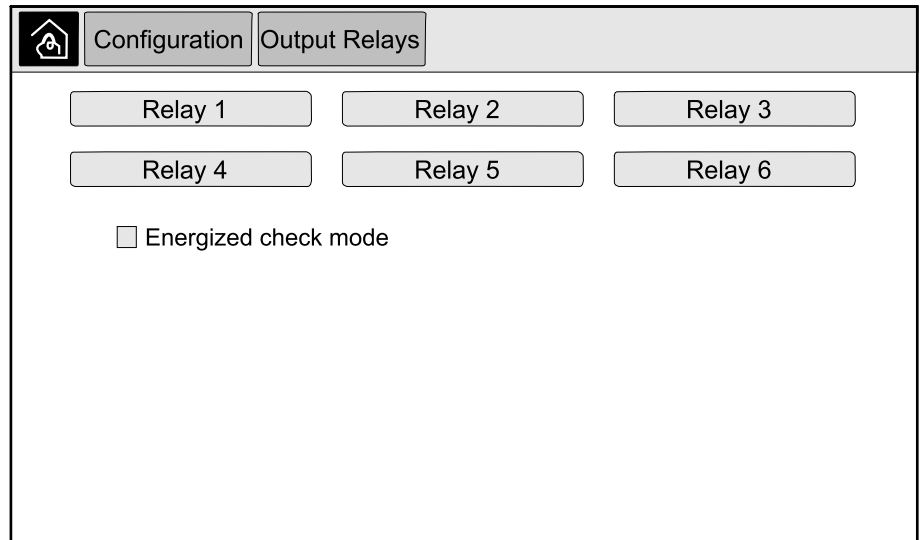 Configuration Output Relays
Relay 1 Relay 2 Relay 3
Relay 4 Relay 5 Relay 6
Energized check mode